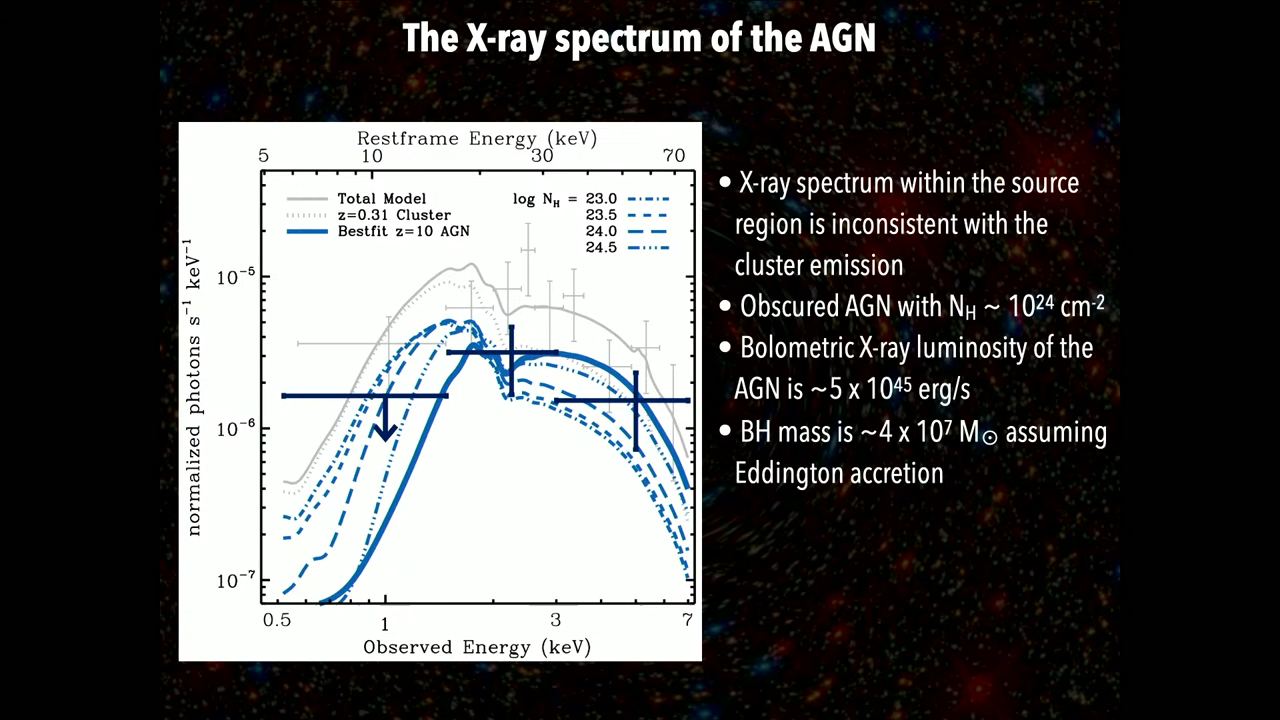 The X-ray spectrum of the AGN
Restframe Energy (keV)
5 10 30 70
Total Model
z=0.31 Cluster
Bestfit z=10 AGN
log N_H = 23.0
23.5
24.0
24.5
normalized photons s⁻¹ keV⁻¹
10⁻⁵
10⁻⁶
10⁻⁷
0.5 1 3 7
Observed Energy (keV)
• X-ray spectrum within the source
region is inconsistent with the
cluster emission
• Obscured AGN with N_H ~ 10²⁴ cm⁻²
• Bolometric X-ray luminosity of the
AGN is ~5 x 10⁴⁵ erg/s
• BH mass is ~4 x 10⁷ M☉ assuming
Eddington accretion